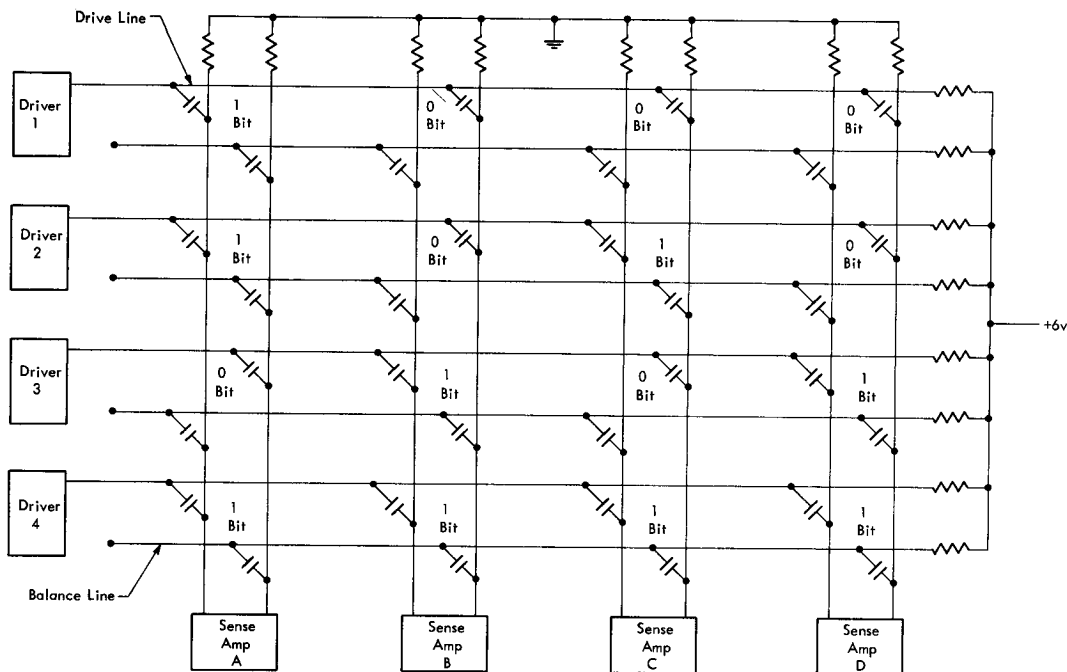 Drive Line
Driver
1
1
Bit
0
Bit
0
Bit
0
Bit
Driver
2
1
Bit
0
Bit
1
Bit
0
Bit
+6v
Driver
3
0
Bit
1
Bit
0
Bit
1
Bit
Driver
4
1
Bit
1
Bit
1
Bit
1
Bit
Balance Line
Sense
Amp
A
Sense
Amp
B
Sense
Amp
C
Sense
Amp
D